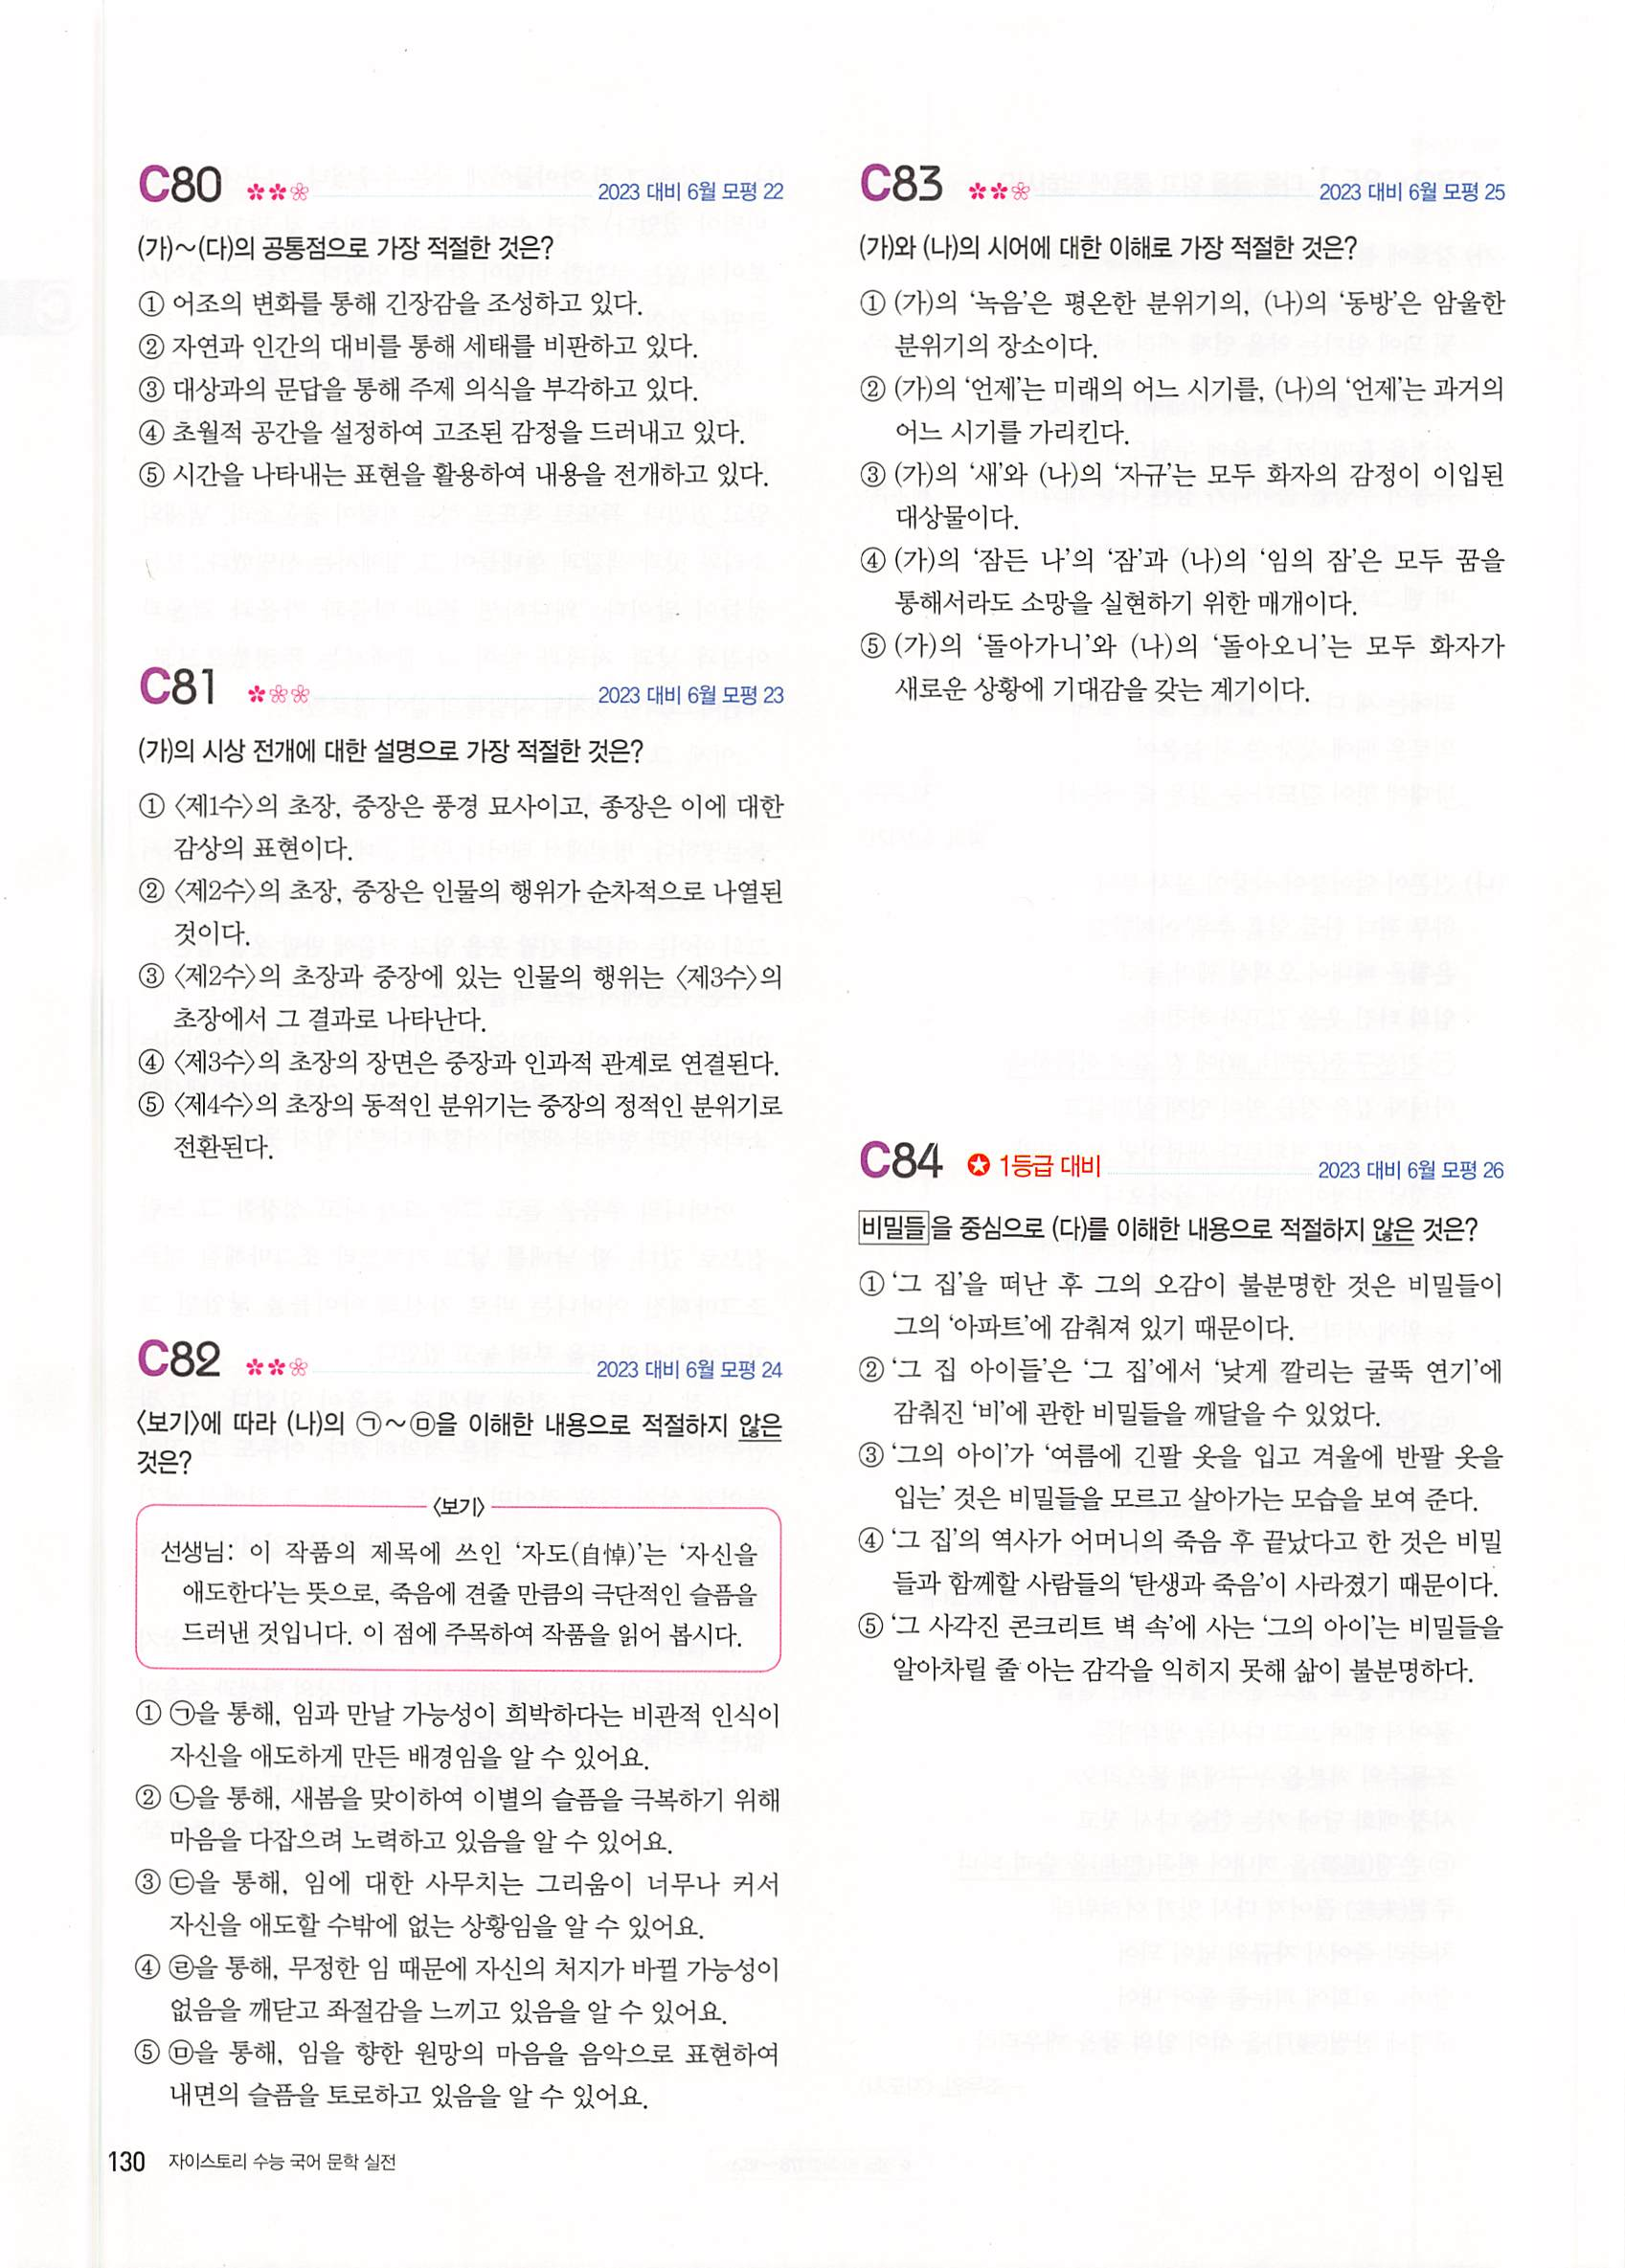 C80
2023 대비 6월 모평 22
(가)~(다)의 공통점으로 가장 적절한 것은?
① 어조의 변화를 통해 긴장감을 조성하고 있다.
② 자연과 인간의 대비를 통해 세태를 비판하고 있다.
③ 대상과의 문답을 통해 주제 의식을 부각하고 있다.
④ 초월적 공간을 설정하여 고조된 감정을 드러내고 있다.
⑤ 시간을 나타내는 표현을 활용하여 내용을 전개하고 있다.
C81
2023 대비 6월 모평 23
(가)의 시상 전개에 대한 설명으로 가장 적절한 것은?
① 〈제1수〉의 초장, 중장은 풍경 묘사이고, 종장은 이에 대한
감상의 표현이다.
② 〈제2수〉의 초장, 중장은 인물의 행위가 순차적으로 나열된
것이다.
③ 〈제2수〉의 초장과 중장에 있는 인물의 행위는 〈제3수〉의
초장에서 그 결과로 나타난다.
④ 〈제3수〉의 초장의 장면은 중장과 인과적 관계로 연결된다.
⑤ 〈제4수〉의 초장의 동적인 분위기는 중장의 정적인 분위기로
전환된다.
C82
2023 대비 6월 모평 24
〈보기〉에 따라 (나)의 ㉠~㉤을 이해한 내용으로 적절하지 않은
것은?
〈보기〉
선생님: 이 작품의 제목에 쓰인 ‘자도(自悼)’는 ‘자신을
애도한다’는 뜻으로, 죽음에 견줄 만큼의 극단적인 슬픔을
드러낸 것입니다. 이 점에 주목하여 작품을 읽어 봅시다.
① ㉠을 통해, 임과 만날 가능성이 희박하다는 비관적 인식이
자신을 애도하게 만든 배경임을 알 수 있어요.
② ㉡을 통해, 새봄을 맞이하여 이별의 슬픔을 극복하기 위해
마음을 다잡으려 노력하고 있음을 알 수 있어요.
③ ㉢을 통해, 임에 대한 사무치는 그리움이 너무나 커서
자신을 애도할 수밖에 없는 상황임을 알 수 있어요.
④ ㉣을 통해, 무정한 임 때문에 자신의 처지가 바뀔 가능성이
없음을 깨닫고 좌절감을 느끼고 있음을 알 수 있어요.
⑤ ㉤을 통해, 임을 향한 원망의 마음을 음악으로 표현하여
내면의 슬픔을 토로하고 있음을 알 수 있어요.
130 자이스토리 수능 국어 문학 실전
C83
2023 대비 6월 모평 25
(가)와 (나)의 시어에 대한 이해로 가장 적절한 것은?
① (가)의 ‘녹음’은 평온한 분위기의, (나)의 ‘동방’은 암울한
분위기의 장소이다.
② (가)의 ‘언제’는 미래의 어느 시기를, (나)의 ‘언제’는 과거의
어느 시기를 가리킨다.
③ (가)의 ‘새’와 (나)의 ‘자규’는 모두 화자의 감정이 이입된
대상물이다.
④ (가)의 ‘잠든 나’의 ‘잠’과 (나)의 ‘임의 잠’은 모두 꿈을
통해서라도 소망을 실현하기 위한 매개이다.
⑤ (가)의 ‘돌아가니’와 (나)의 ‘돌아오니’는 모두 화자가
새로운 상황에 기대감을 갖는 계기이다.
C84 1등급 대비
2023 대비 6월 모평 26
비밀들을 중심으로 (다)를 이해한 내용으로 적절하지 않은 것은?
① ‘그 집’을 떠난 후 그의 오감이 불분명한 것은 비밀들이
그의 ‘아파트’에 감춰져 있기 때문이다.
② ‘그 집 아이들’은 ‘그 집’에서 ‘낮게 깔리는 굴뚝 연기’에
감춰진 ‘비’에 관한 비밀들을 깨달을 수 있었다.
③ ‘그의 아이’가 ‘여름에 긴팔 옷을 입고 겨울에 반팔 옷을
입는’ 것은 비밀들을 모르고 살아가는 모습을 보여 준다.
④ ‘그 집’의 역사가 어머니의 죽음 후 끝났다고 한 것은 비밀
들과 함께할 사람들의 ‘탄생과 죽음’이 사라졌기 때문이다.
⑤ ‘그 사각진 콘크리트 벽 속’에 사는 ‘그의 아이’는 비밀들을
알아차릴 줄 아는 감각을 익히지 못해 삶이 불분명하다.